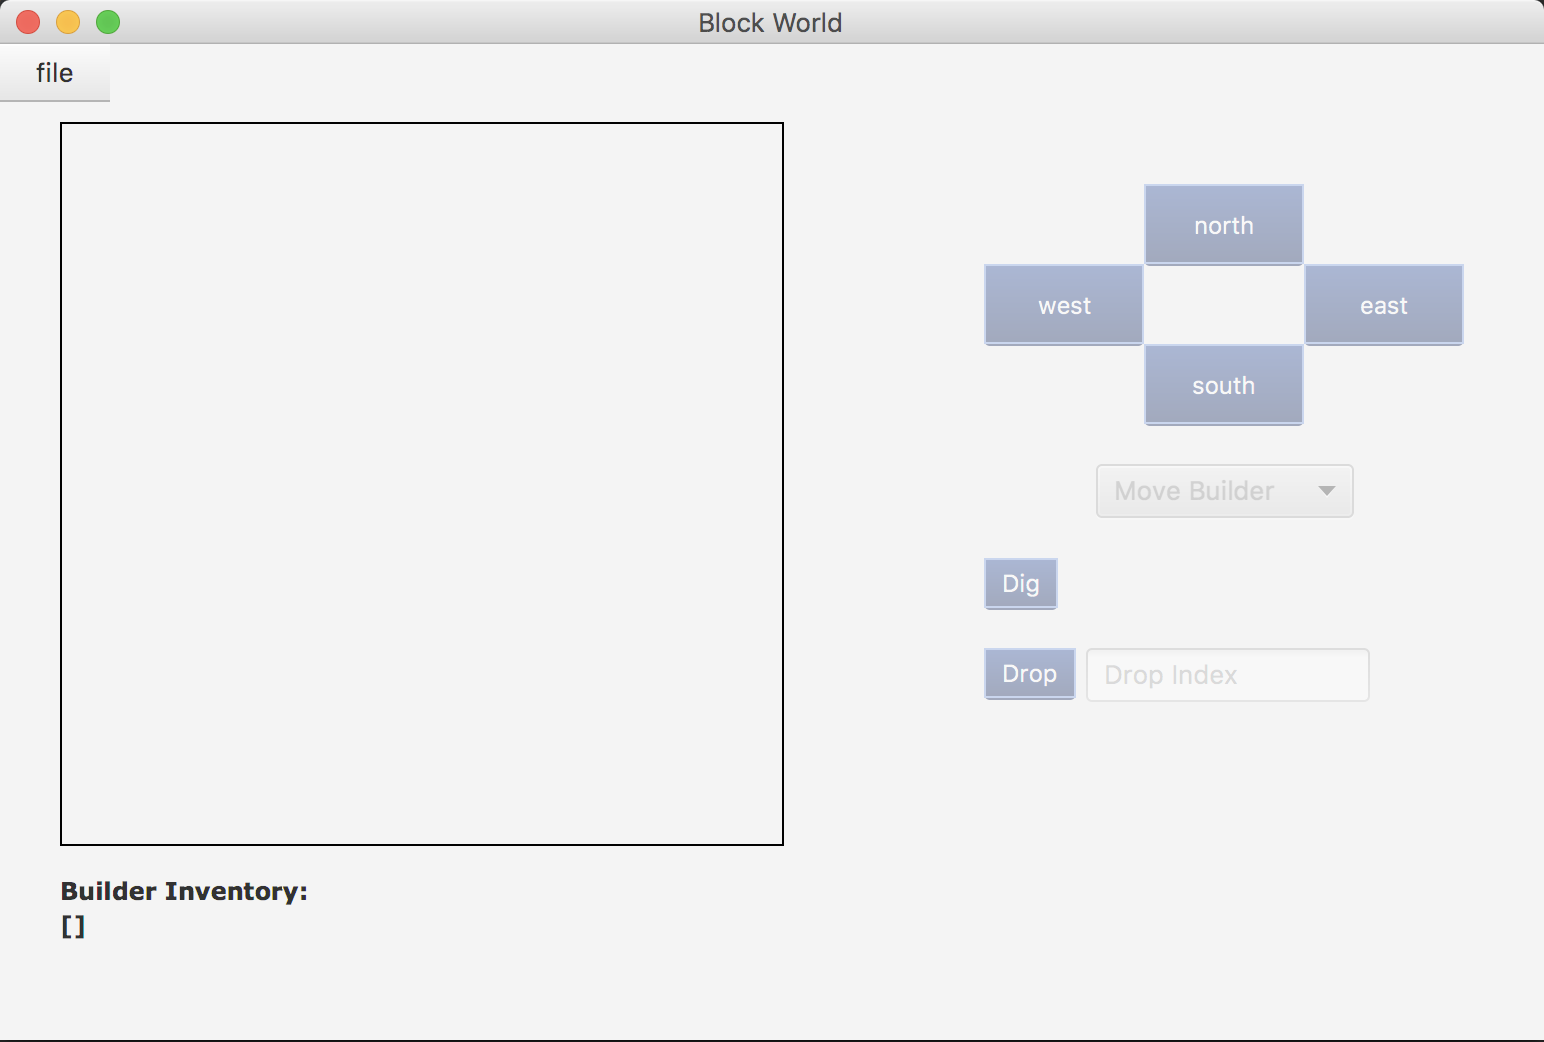 Block World
file
north
west
east
south
Move Builder
Dig
Drop
Drop Index
Builder Inventory:
[]